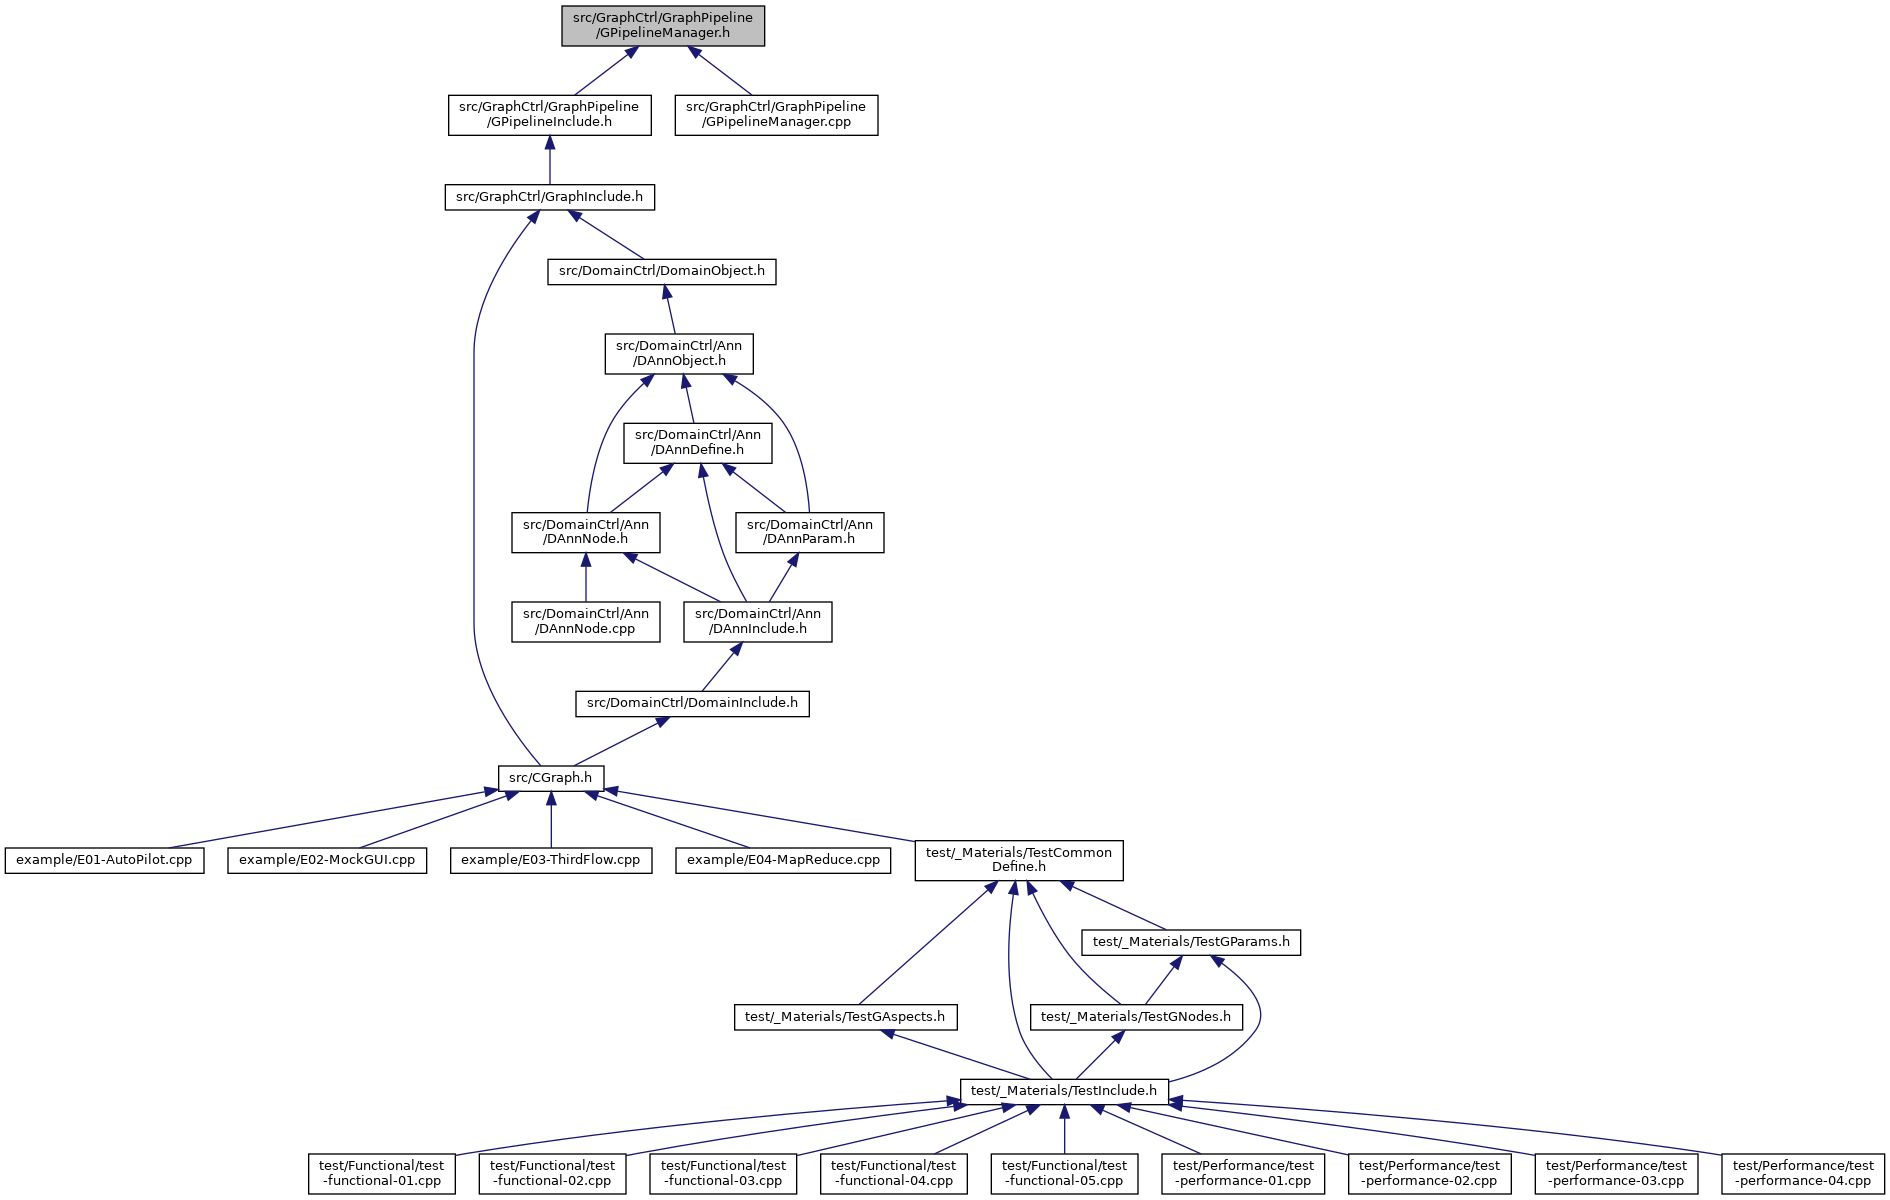 src/GraphCtrl/GraphPipeline
/GPipelineManager.h
src/GraphCtrl/GraphPipeline
/GPipelineInclude.h
src/GraphCtrl/GraphPipeline
/GPipelineManager.cpp
src/GraphCtrl/GraphInclude.h
src/DomainCtrl/DomainObject.h
src/DomainCtrl/Ann
/DAnnObject.h
src/DomainCtrl/Ann
/DAnnDefine.h
src/DomainCtrl/Ann
/DAnnNode.h
src/DomainCtrl/Ann
/DAnnParam.h
src/DomainCtrl/Ann
/DAnnNode.cpp
src/DomainCtrl/Ann
/DAnnInclude.h
src/DomainCtrl/DomainInclude.h
src/CGraph.h
example/E01-AutoPilot.cpp
example/E02-MockGUI.cpp
example/E03-ThirdFlow.cpp
example/E04-MapReduce.cpp
test/_Materials/TestCommon
Define.h
test/_Materials/TestGParams.h
test/_Materials/TestGAspects.h
test/_Materials/TestGNodes.h
test/_Materials/TestInclude.h
test/Functional/test
-functional-01.cpp
test/Functional/test
-functional-02.cpp
test/Functional/test
-functional-03.cpp
test/Functional/test
-functional-04.cpp
test/Functional/test
-functional-05.cpp
test/Performance/test
-performance-01.cpp
test/Performance/test
-performance-02.cpp
test/Performance/test
-performance-03.cpp
test/Performance/test
-performance-04.cpp